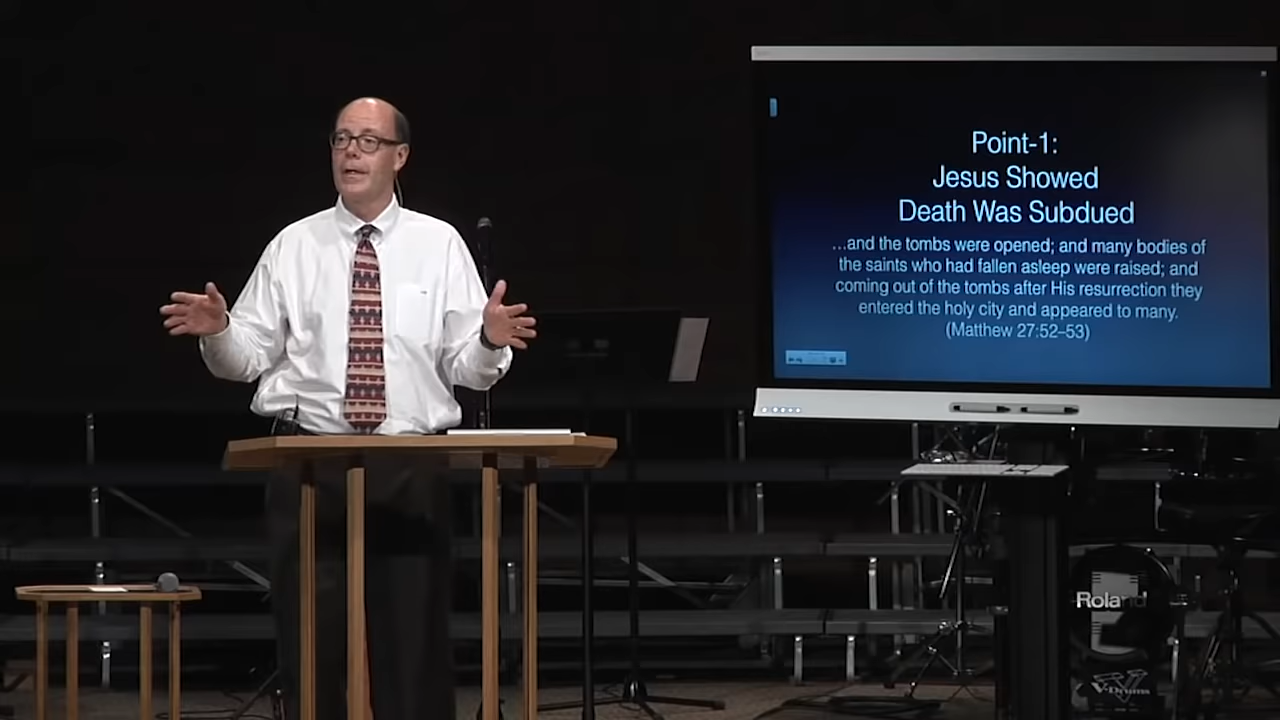 Point-1:
Jesus Showed
Death Was Subdued
...and the tombs were opened; and many bodies of
the saints who had fallen asleep were raised; and
coming out of the tombs after His resurrection they
entered the holy city and appeared to many.
(Matthew 27:52–53)
Roland
V-Drums